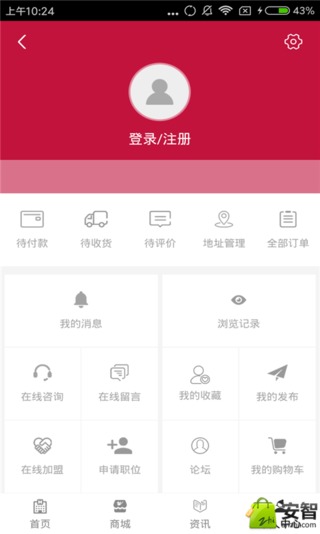 上午10:24
43%
登录/注册
待付款 待收货 待评价 地址管理 全部订单
我的消息 浏览记录
在线咨询 在线留言 我的收藏 我的发布
在线加盟 申请职位 论坛 我的购物车
首页 商城 资讯 中心
安智